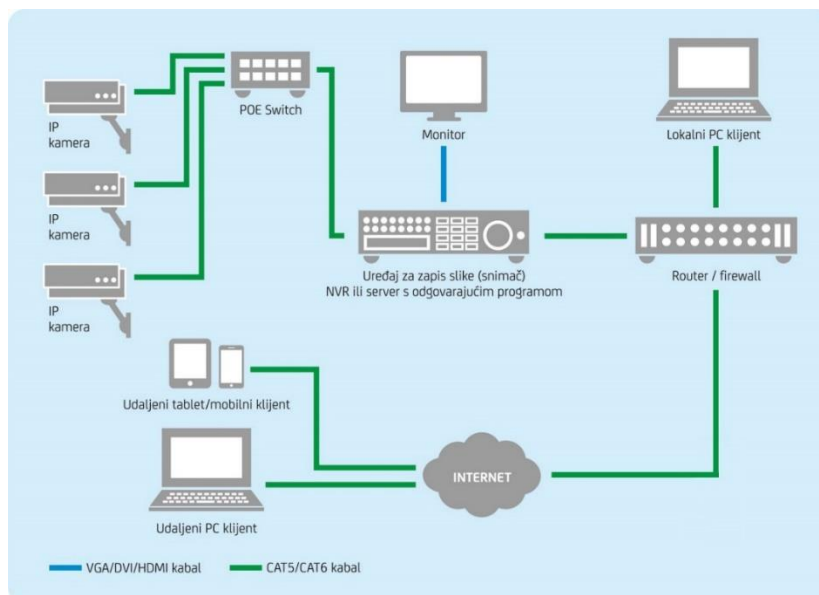 POE Switch
IP
kamera
IP
kamera
IP
kamera
Monitor
Lokalni PC klijent
Uređaj za zapis slike (snimač)
NVR ili server s odgovarajućim programom
Router / firewall
Udaljeni tablet/mobilni klijent
INTERNET
Udaljeni PC klijent
VGA/DVI/HDMI kabal
CAT5/CAT6 kabal